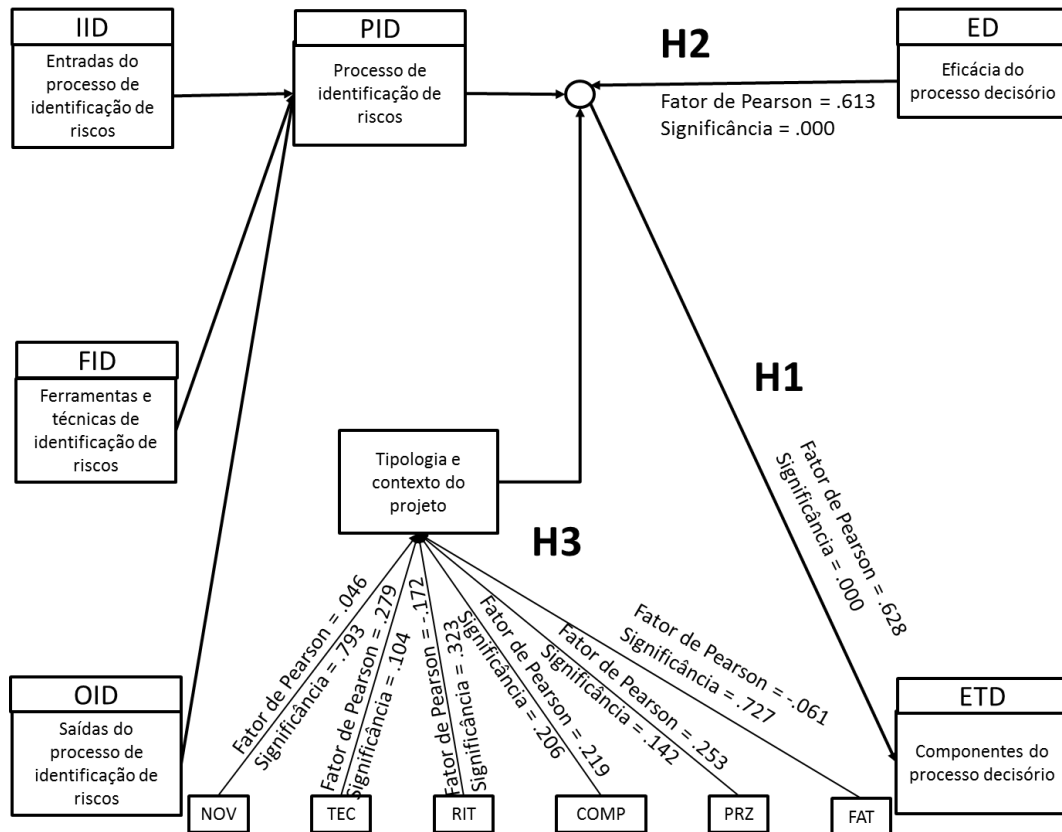 IID
Entradas do
processo de
identificação de
riscos
PID
Processo de
identificação de
riscos
H2
Fator de Pearson = .613
Significância = .000
ED
Eficácia do
processo decisório
FID
Ferramentas e
técnicas de
identificação de
riscos
Tipologia e
contexto do
projeto
H1
Fator de Pearson = .628
Significância = .000
H3
Fator de Pearson = .046
Significância = .793
Fator de Pearson = .279
Significância = .104
Fator de Pearson = -.172
Significância = .323
Fator de Pearson = .219
Significância = .206
Fator de Pearson = .253
Significância = .142
Fator de Pearson = -.061
Significância = .727
OID
Saídas do
processo de
identificação de
riscos
ETD
Componentes do
processo decisório
NOV
TEC
RIT
COMP
PRZ
FAT